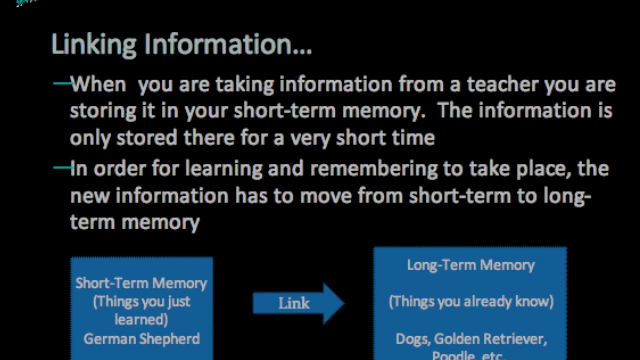 Linking Information...
When you are taking information from a teacher you are
storing it in your short-term memory. The information is
only stored there for a very short time
In order for learning and remembering to take place, the
new information has to move from short-term to long-
term memory
Short-Term Memory
(Things you just
learned)
German Shepherd
Link
Long-Term Memory
(Things you already know)
Dogs, Golden Retriever,
Poodle, etc